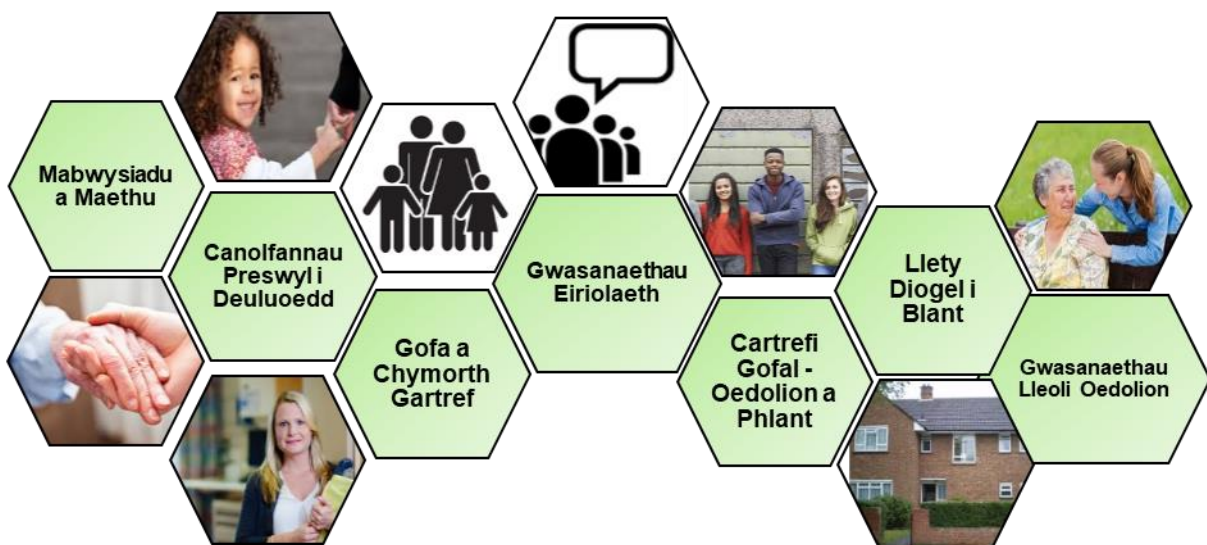 Mabwysiadu
a Maethu
Canolfannau
Preswyl i
Deuluoedd
Gofa a
Chymorth
Gartref
Gwasanaethau
Eiriolaeth
Cartrefi
Gofal -
Oedolion a
Phlant
Llety
Diogel i
Blant
Gwasanaethau
Lleoli Oedolion